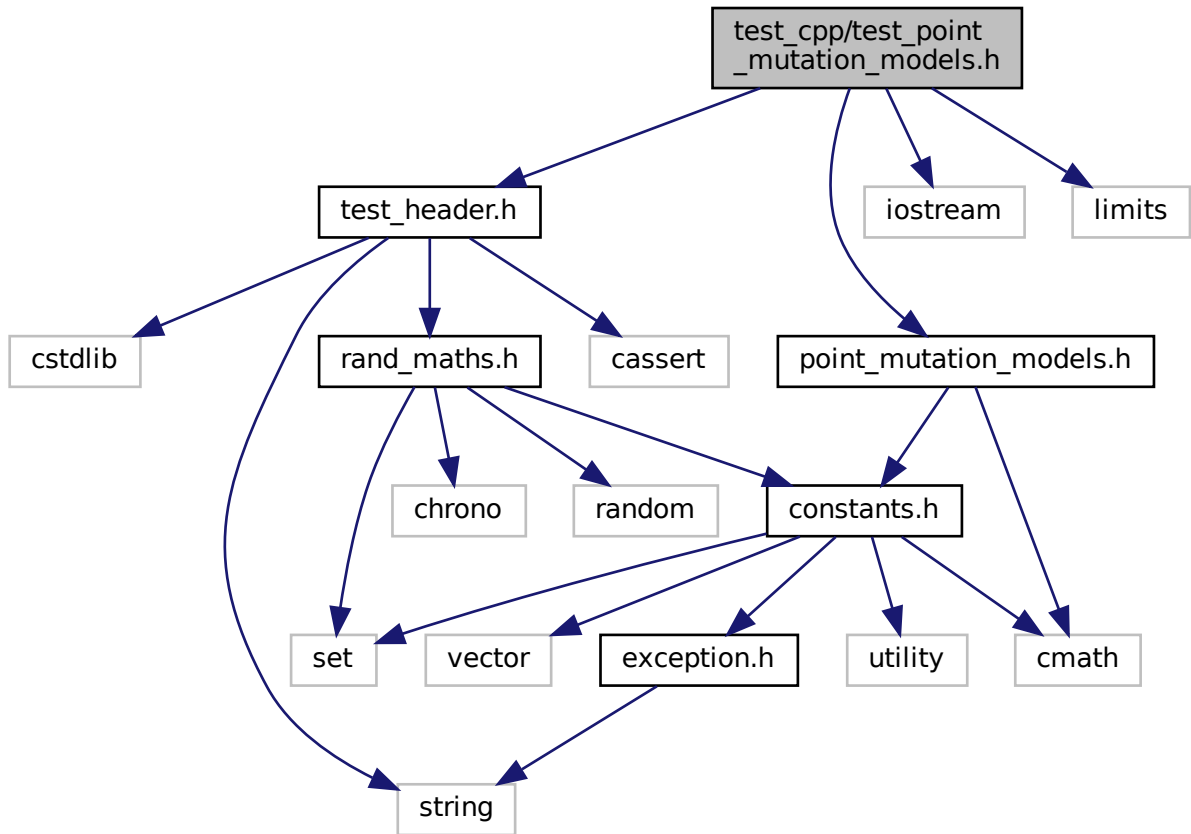 test_cpp/test_point
_mutation_models.h
test_header.h
iostream
limits
cstdlib
rand_maths.h
cassert
point_mutation_models.h
chrono
random
constants.h
set
vector
exception.h
utility
cmath
string